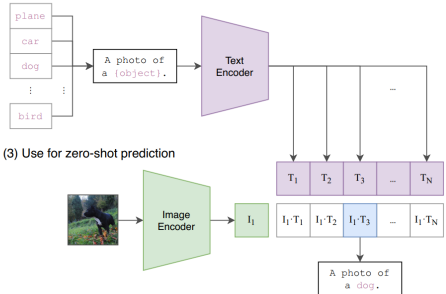 plane
car
dog
⋮
⋮
bird
A photo of
a {object}.
Text
Encoder
...
(3) Use for zero-shot prediction
T1 T2 T3 ... TN
Image
Encoder
I1
I1·T1 I1·T2 I1·T3 ... I1·TN
A photo of
a dog.